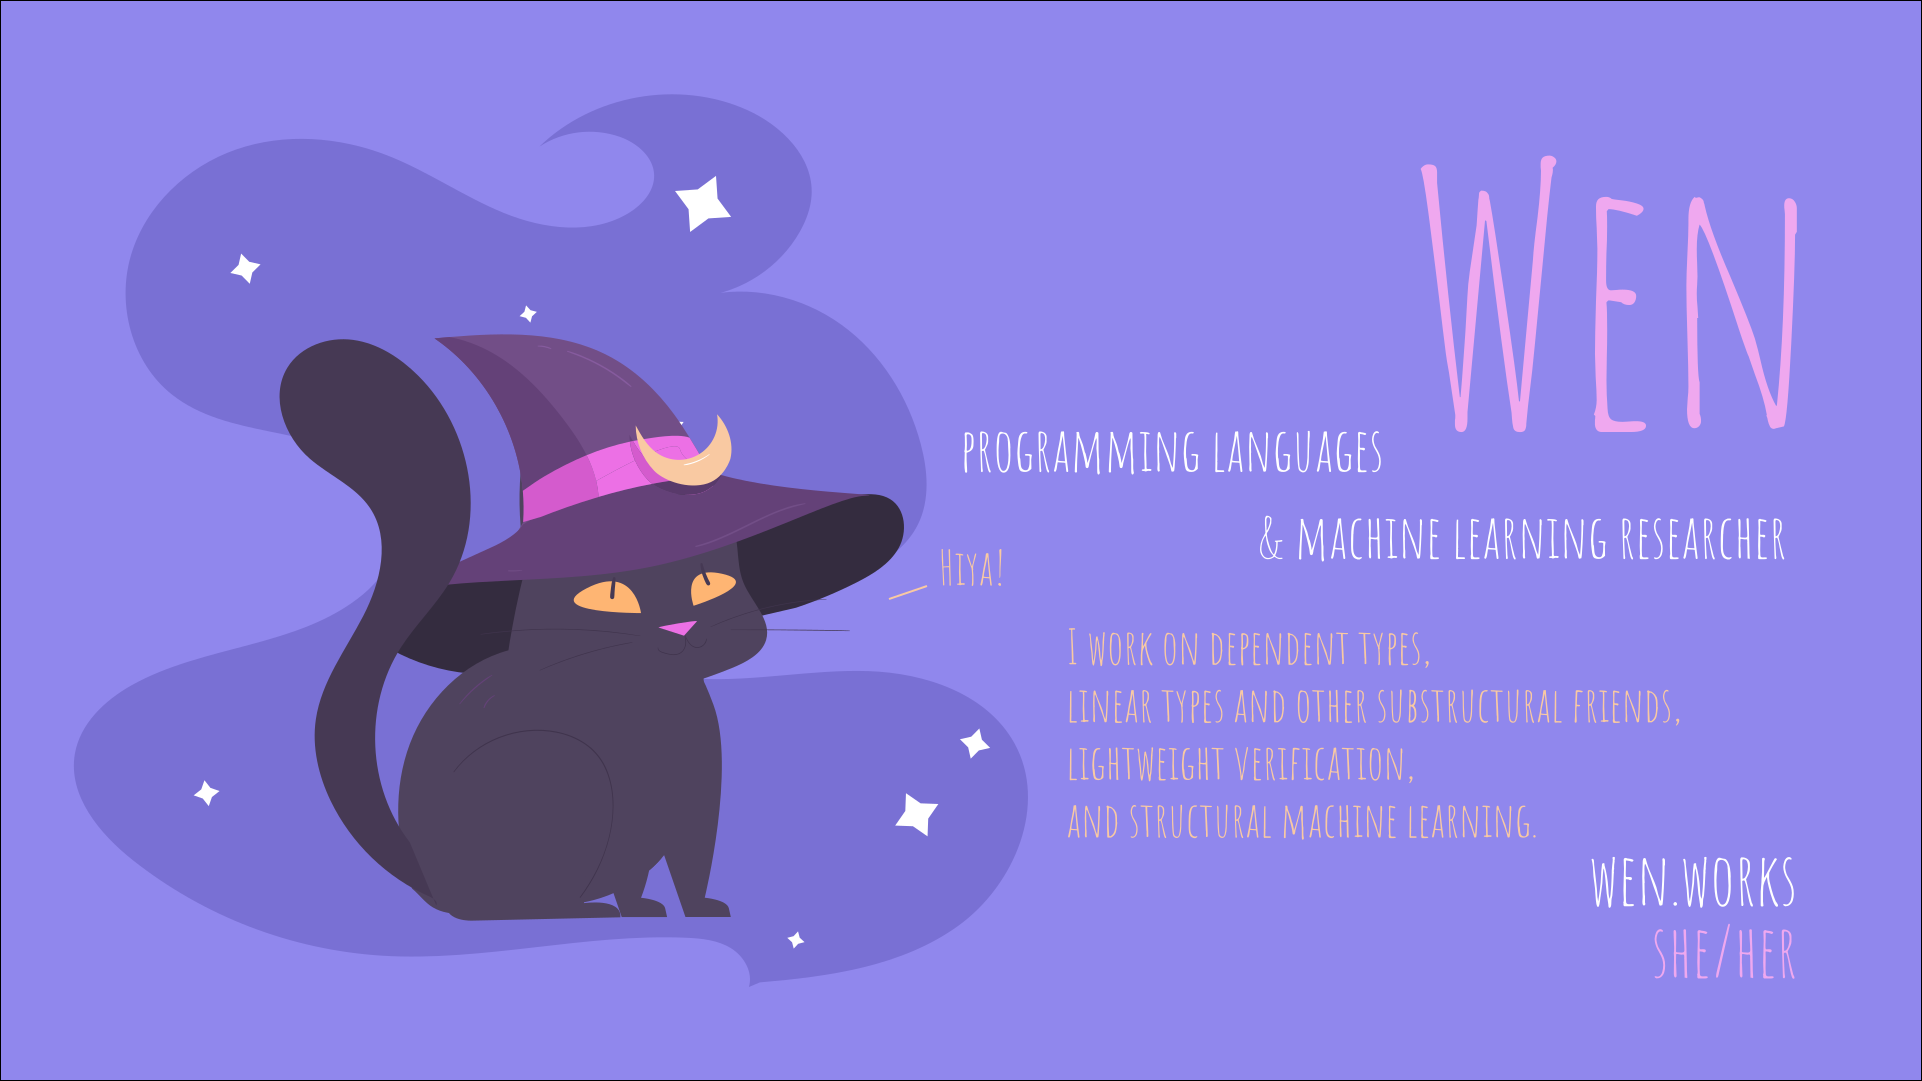 Wen
programming languages
& machine learning researcher
Hiya!
I work on dependent types,
linear types and other substructural friends,
lightweight verification,
and structural machine learning.
wen.works
she/her